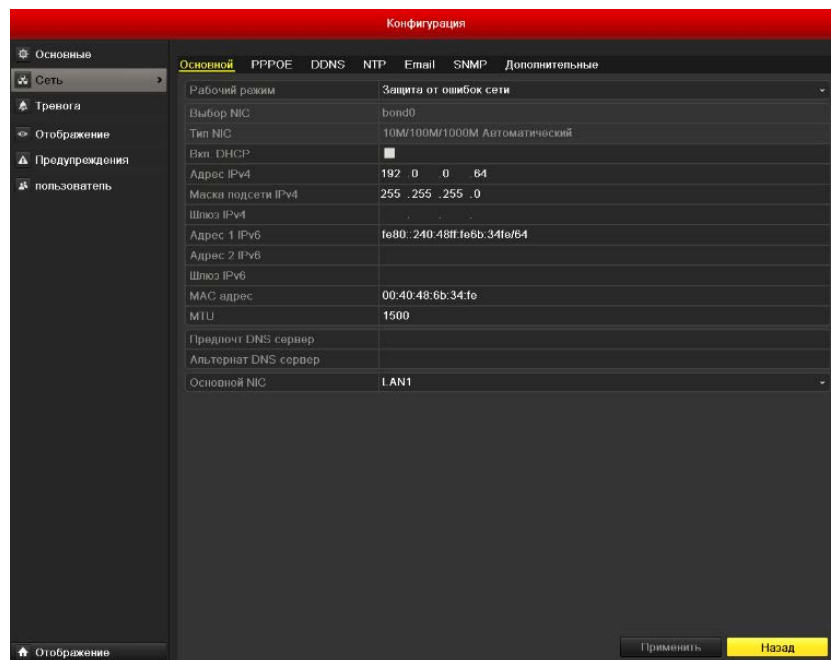 Конфигурация
Основные
Сеть
Тревога
Отображение
Предупреждения
пользователь
Отображение
Основной PPPOE DDNS NTP Email SNMP Дополнительные
Рабочий режим Защита от ошибок сети
Выбор NIC bond0
Тип NIC 10M/100M/1000M Автоматический
Вкл. DHCP
Адрес IPv4 192 .0 .0 .64
Маска подсети IPv4 255 .255 .255 .0
Шлюз IPv4 . . .
Адрес 1 IPv6 fe80::240:48ff:fe6b:34fe/64
Адрес 2 IPv6
Шлюз IPv6
MAC адрес 00:40:48:6b:34:fe
MTU 1500
Предпочт DNS сервер
Альтернат DNS сервер
Основной NIC LAN1
Применить Назад